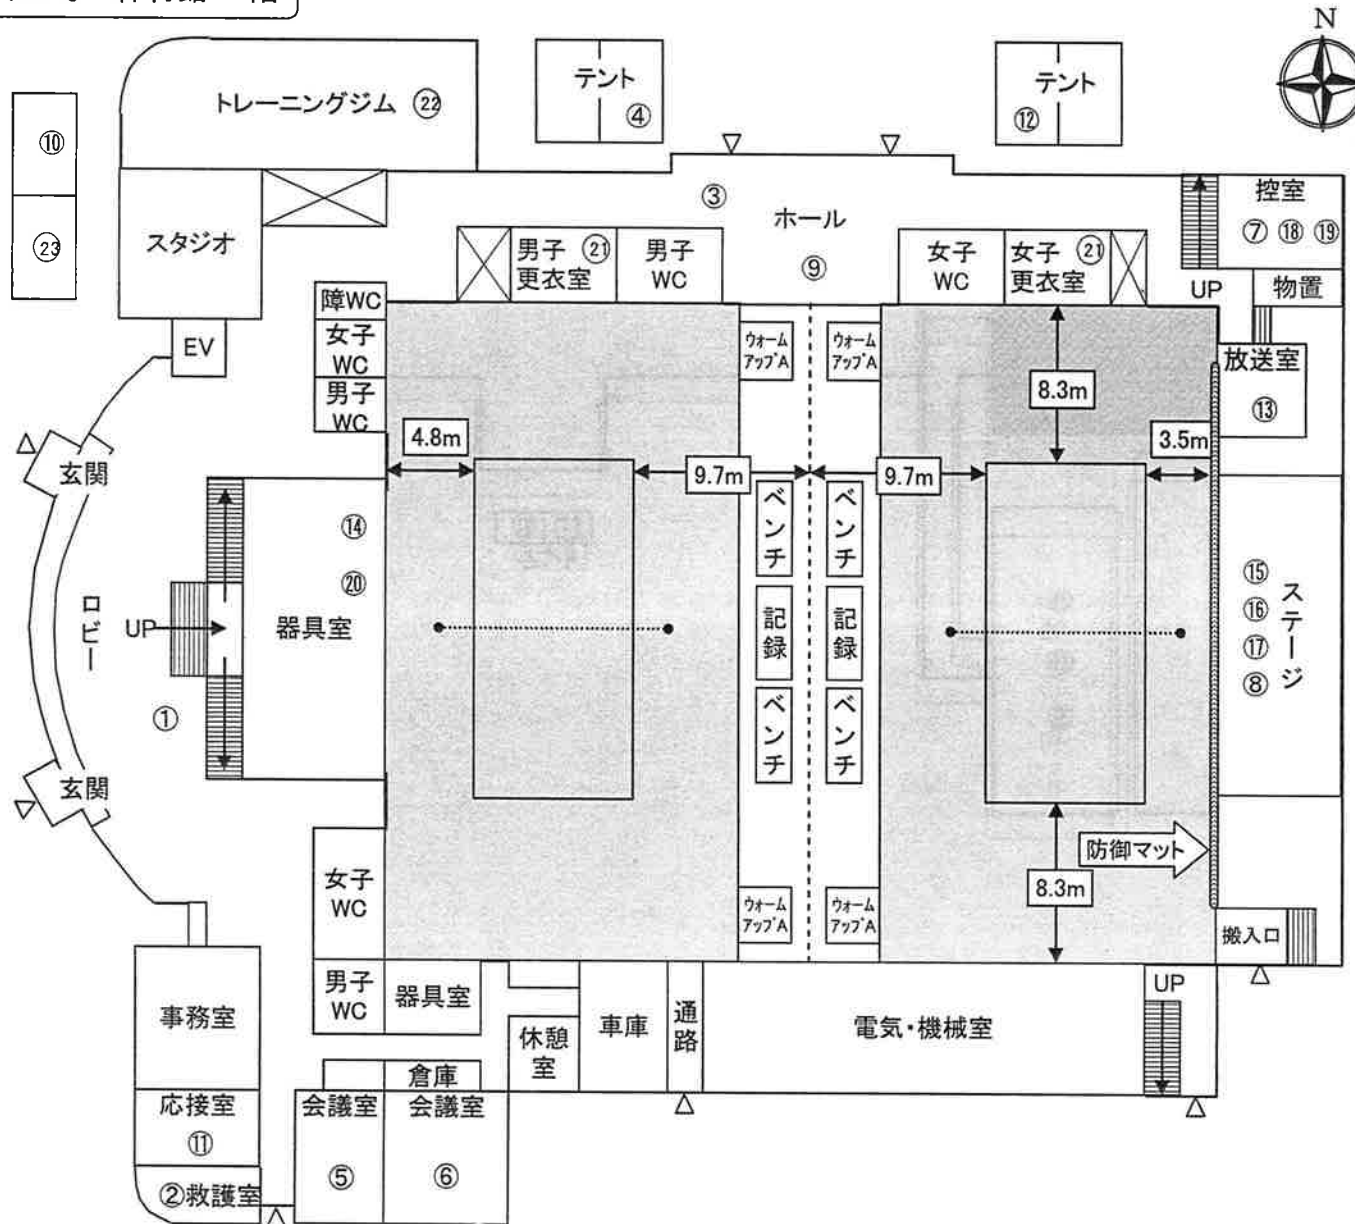 N
トレーニングジム ㉒
テント
④
テント
⑫
⑩
㉓
スタジオ
③
ホール
⑨
控室
⑦ ⑱ ⑲
男子 ㉑
更衣室
男子
WC
女子
WC
女子 ㉑
更衣室
UP
物置
障WC
女子
WC
男子
WC
EV
ウォーム
アップA
ウォーム
アップA
放送室
⑬
8.3m
4.8m
9.7m
9.7m
3.5m
玄関
ベンチ
ベンチ
⑭
⑳
器具室
ロビー
UP
記録
記録
⑮
⑯
⑰
⑧
ステージ
①
ベンチ
ベンチ
玄関
防御マット
8.3m
女子
WC
ウォーム
アップA
ウォーム
アップA
搬入口
男子
WC
器具室
UP
事務室
休憩室
車庫
通路
電気・機械室
倉庫
応接室
⑪
会議室
⑤
会議室
⑥
②救護室